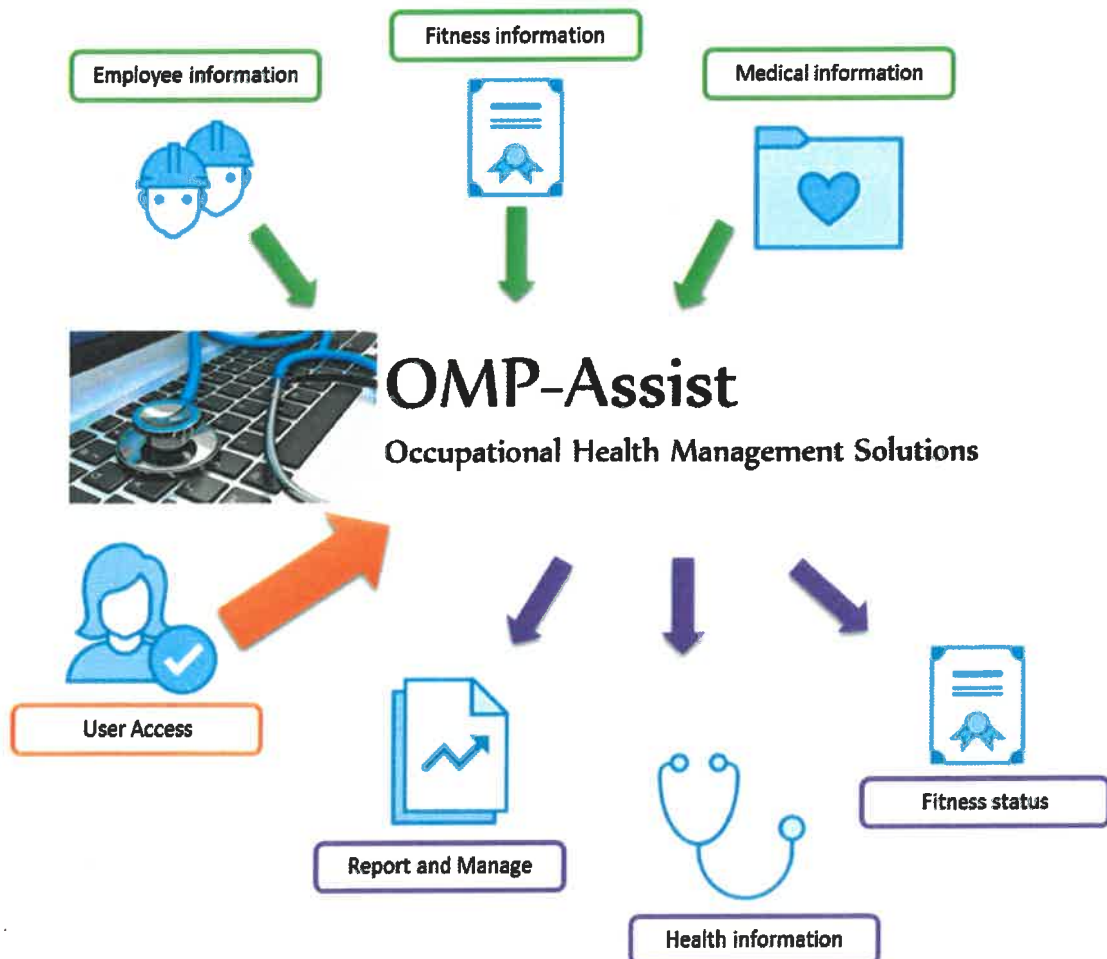 Fitness information
Employee information
Medical information
OMP-Assist
Occupational Health Management Solutions
User Access
Fitness status
Report and Manage
Health information